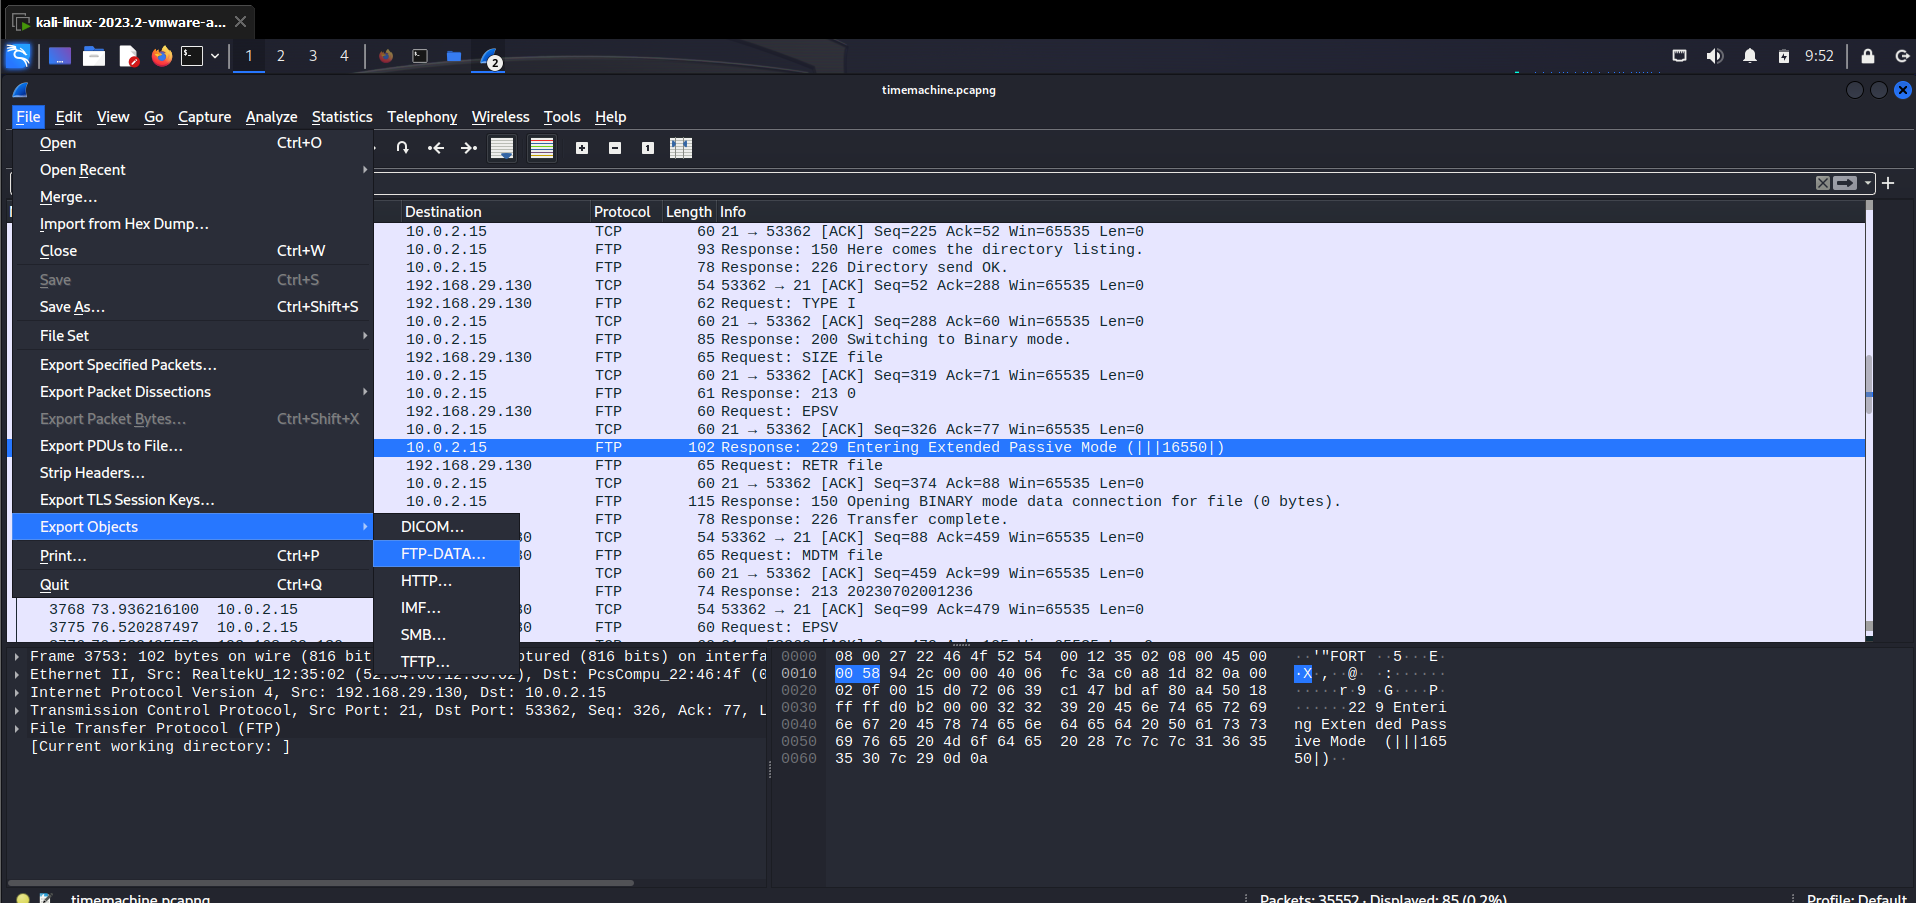 kali-linux-2023.2-vmware-a...
1 2 3 4 2 9:52
timemachine.pcapng
File Edit View Go Capture Analyze Statistics Telephony Wireless Tools Help
Open Ctrl+O
Open Recent
Merge...
Import from Hex Dump...
Close Ctrl+W
Save Ctrl+S
Save As... Ctrl+Shift+S
File Set
Export Specified Packets...
Export Packet Dissections
Export Packet Bytes... Ctrl+Shift+X
Export PDUs to File...
Strip Headers...
Export TLS Session Keys...
Export Objects
Print... Ctrl+P
Quit Ctrl+Q
DICOM...
FTP-DATA...
HTTP...
IMF...
SMB...
TFTP...
Destination Protocol Length Info
10.0.2.15 TCP 60 21 → 53362 [ACK] Seq=225 Ack=52 Win=65535 Len=0
10.0.2.15 FTP 93 Response: 150 Here comes the directory listing.
10.0.2.15 FTP 78 Response: 226 Directory send OK.
192.168.29.130 TCP 54 53362 → 21 [ACK] Seq=52 Ack=288 Win=65535 Len=0
192.168.29.130 FTP 62 Request: TYPE I
10.0.2.15 TCP 60 21 → 53362 [ACK] Seq=288 Ack=60 Win=65535 Len=0
10.0.2.15 FTP 85 Response: 200 Switching to Binary mode.
192.168.29.130 FTP 65 Request: SIZE file
10.0.2.15 TCP 60 21 → 53362 [ACK] Seq=319 Ack=71 Win=65535 Len=0
10.0.2.15 FTP 61 Response: 213 0
192.168.29.130 FTP 60 Request: EPSV
10.0.2.15 TCP 60 21 → 53362 [ACK] Seq=326 Ack=77 Win=65535 Len=0
10.0.2.15 FTP 102 Response: 229 Entering Extended Passive Mode (|||16550|)
192.168.29.130 FTP 65 Request: RETR file
10.0.2.15 TCP 60 21 → 53362 [ACK] Seq=374 Ack=88 Win=65535 Len=0
10.0.2.15 FTP 115 Response: 150 Opening BINARY mode data connection for file (0 bytes).
FTP 78 Response: 226 Transfer complete.
30 TCP 54 53362 → 21 [ACK] Seq=88 Ack=459 Win=65535 Len=0
30 FTP 65 Request: MDTM file
TCP 60 21 → 53362 [ACK] Seq=459 Ack=99 Win=65535 Len=0
FTP 74 Response: 213 20230702001236
3768 73.936216100 10.0.2.15 30 TCP 54 53362 → 21 [ACK] Seq=99 Ack=479 Win=65535 Len=0
3775 76.520287497 10.0.2.15 30 FTP 60 Request: EPSV
Frame 3753: 102 bytes on wire (816 bit tured (816 bits) on interfa
Ethernet II, Src: RealtekU_12:35:02 (52:54:00:12:35:02), Dst: PcsCompu_22:46:4f (0
Internet Protocol Version 4, Src: 192.168.29.130, Dst: 10.0.2.15
Transmission Control Protocol, Src Port: 21, Dst Port: 53362, Seq: 326, Ack: 77, L
File Transfer Protocol (FTP)
[Current working directory: ]
0000 08 00 27 22 46 4f 52 54 00 12 35 02 08 00 45 00 ··'"FORT ··5···E·
0010 00 58 94 2c 00 00 40 06 fc 3a c0 a8 1d 82 0a 00 ·X·,··@· ·:······
0020 02 0f 00 15 d0 72 06 39 c1 47 bd af 80 a4 50 18 ·····r·9 ·G····P·
0030 ff ff d0 b2 00 00 32 32 39 20 45 6e 74 65 72 69 ······22 9 Enteri
0040 6e 67 20 45 78 74 65 6e 64 65 64 20 50 61 73 73 ng Exten ded Pass
0050 69 76 65 20 4d 6f 64 65 20 28 7c 7c 7c 31 36 35 ive Mode (|||165
0060 35 30 7c 29 0d 0a 50|)··
timemachine.pcapng Packets: 35552 · Displayed: 85 (0.2%) Profile: Default